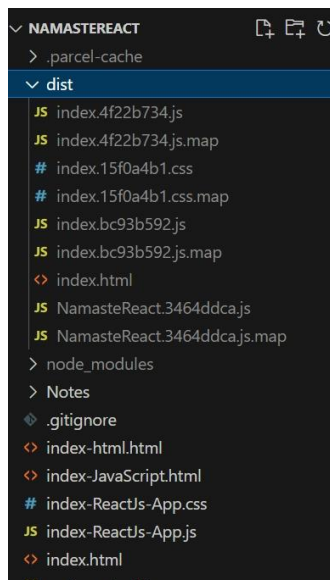 NAMASTEREACT
.parcel-cache
dist
JS index.4f22b734.js
JS index.4f22b734.js.map
# index.15f0a4b1.css
# index.15f0a4b1.css.map
JS index.bc93b592.js
JS index.bc93b592.js.map
<> index.html
JS NamasteReact.3464ddca.js
JS NamasteReact.3464ddca.js.map
node_modules
Notes
.gitignore
<> index-html.html
<> index-JavaScript.html
# index-ReactJs-App.css
JS index-ReactJs-App.js
<> index.html